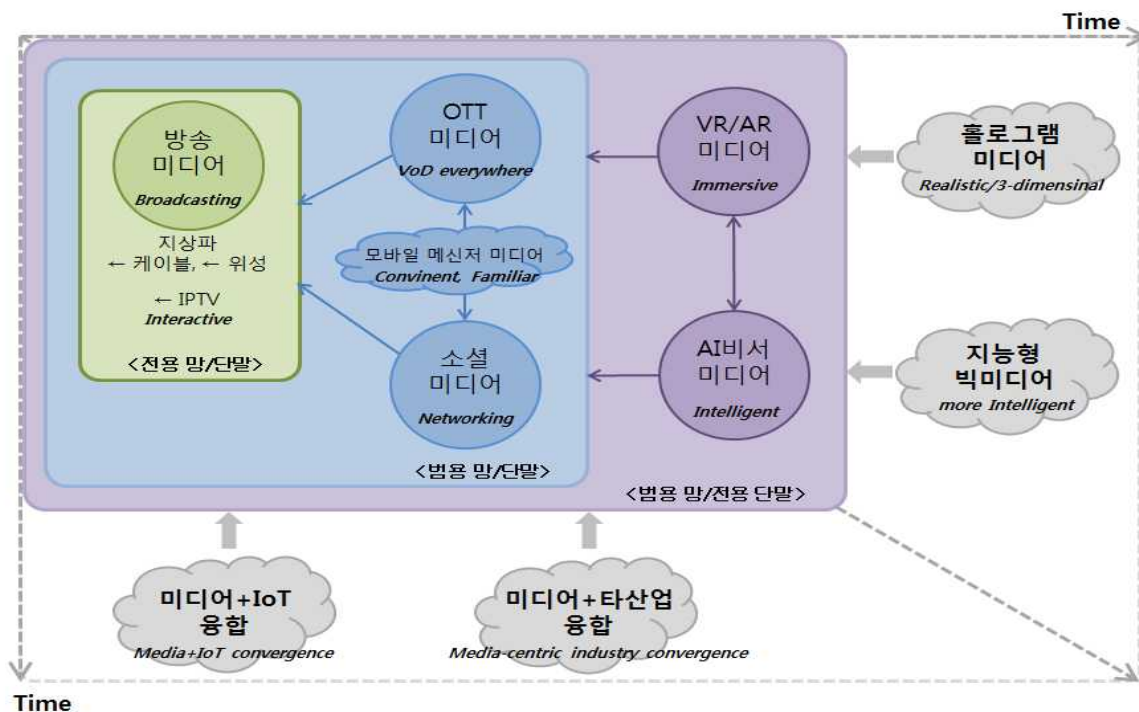 Time
방송
미디어
Broadcasting
지상파
← 케이블, ← 위성
← IPTV
Interactive
<전용 망/단말>
OTT
미디어
VoD everywhere
모바일 메신저 미디어
Convinent, Familiar
소셜
미디어
Networking
<범용 망/단말>
VR/AR
미디어
Immersive
AI비서
미디어
Intelligent
<범용 망/전용 단말>
홀로그램
미디어
Realistic/3-dimensinal
지능형
빅미디어
more Intelligent
미디어+IoT
융합
Media+IoT convergence
미디어+타산업
융합
Media-centric industry convergence
Time